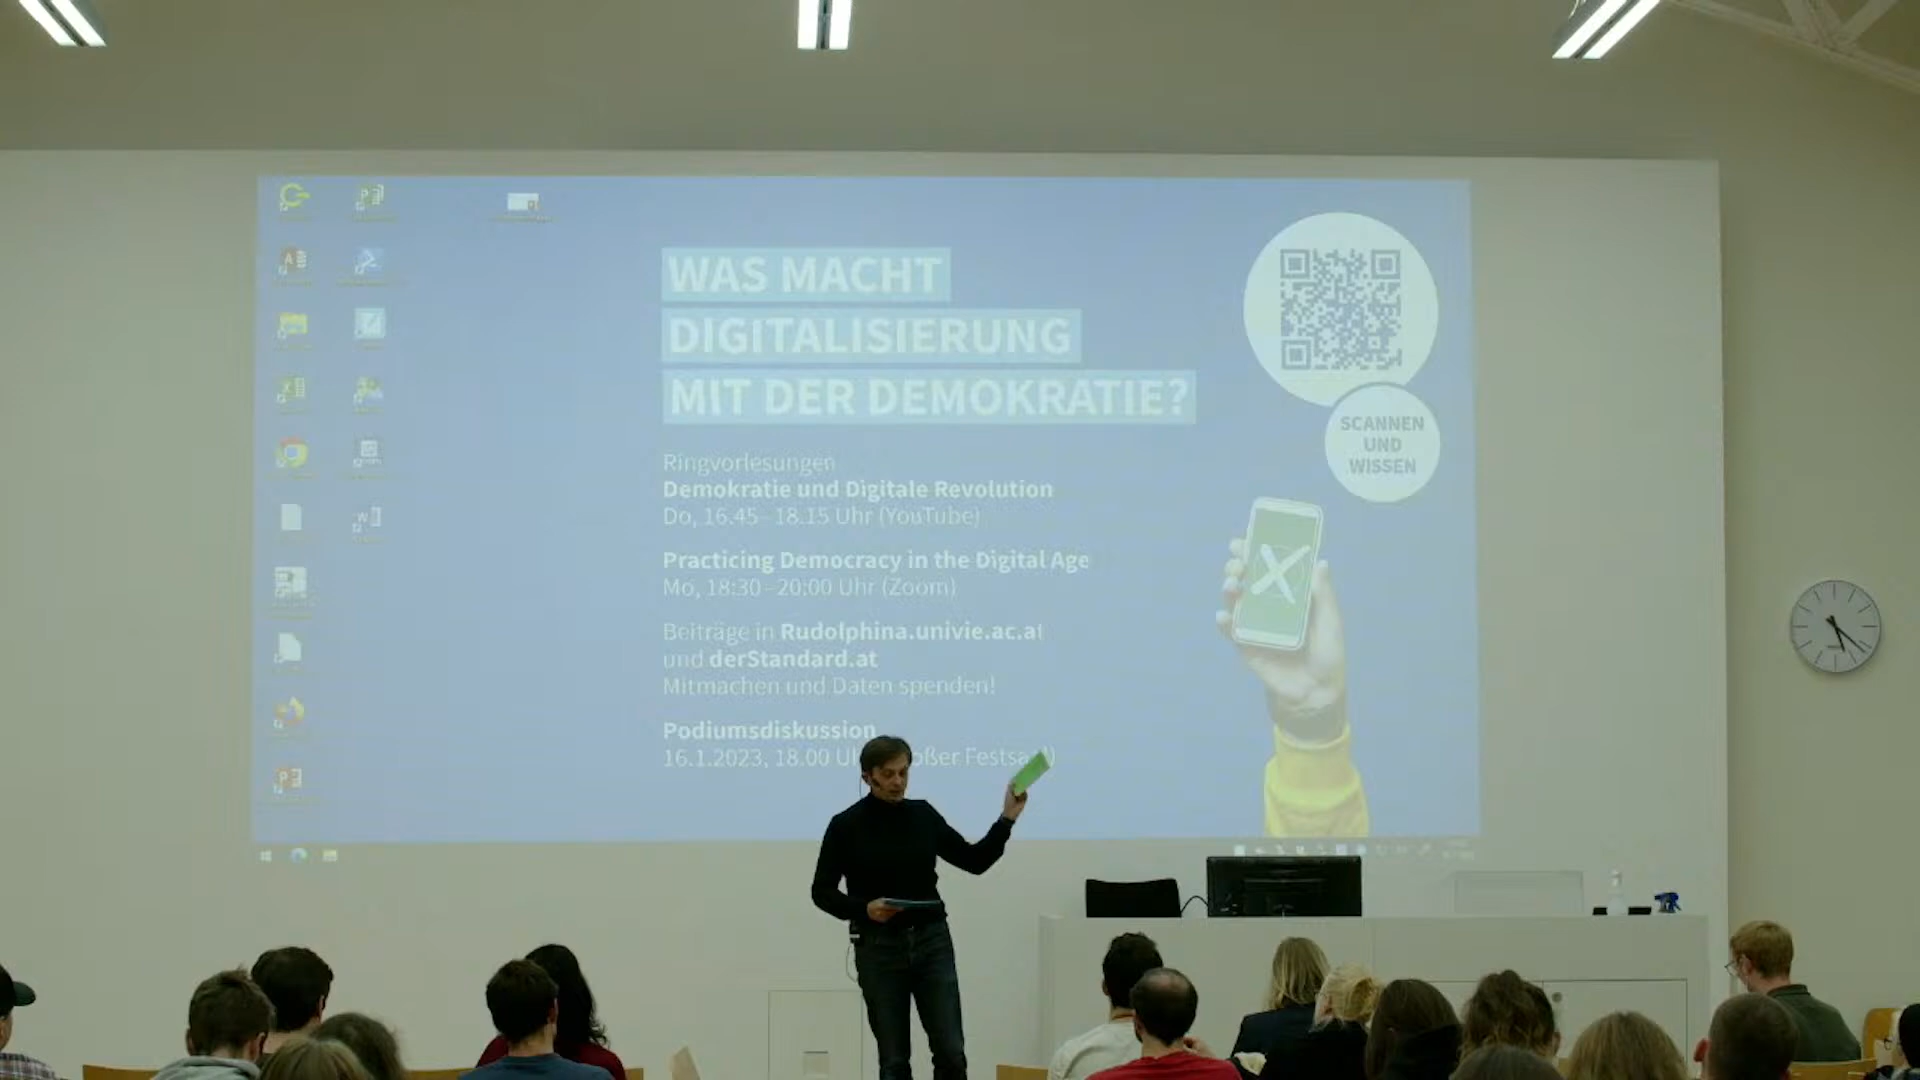 WAS MACHT
DIGITALISIERUNG
MIT DER DEMOKRATIE?
SCANNEN
UND
WISSEN
Ringvorlesungen
Demokratie und Digitale Revolution
Do, 16.45 - 18.15 Uhr (YouTube)
Practicing Democracy in the Digital Age
Mo, 18:30 - 20:00 Uhr (Zoom)
Beiträge in Rudolphina.univie.ac.at
und derStandard.at
Mitmachen und Daten spenden!
Podiumsdiskussion
16.1.2023, 18.00